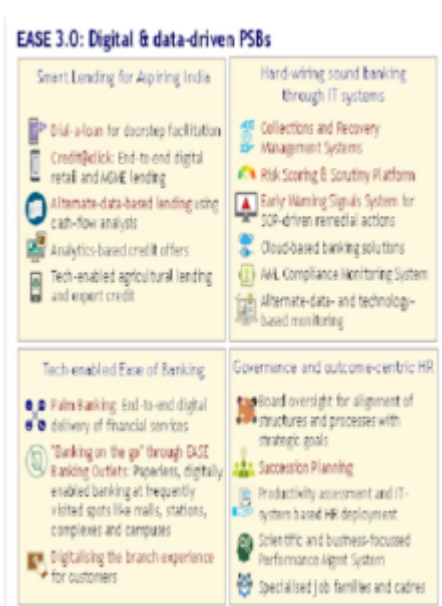 EASE 3.0: Digital & data-driven PSBs
Smart Lending for Aspiring India
Dial-a-loan for doorstep facilitation
Credit@click: End-to-end digital
retail and MSME lending
Alternate-data-based lending using
cash-flow analysis
Analytics-based credit offers
Tech-enabled agricultural lending
and export credit
Hard-wiring sound banking
through IT systems
Collections and Recovery
Management Systems
Risk Scoring & Scrutiny Platform
Early Warning Signals System for
SOP-driven remedial actions
Cloud-based banking solutions
AML Compliance Monitoring System
Alternate-data- and technology-
based monitoring
Tech-enabled Ease of Banking
Palm Banking: End-to-end digital
delivery of financial services
"Banking on the go" through EASE
Banking Outlets: Paperless, digitally
enabled banking at frequently
visited spots like malls, stations,
complexes and campuses
Digitalising the branch experience
for customers
Governance and outcome-centric HR
Board oversight for alignment of
structures and processes with
strategic goals
Succession Planning
Productivity assessment and IT-
system based HR deployment
Scientific and business-focussed
Performance Mgmt System
Specialised job families and cadres